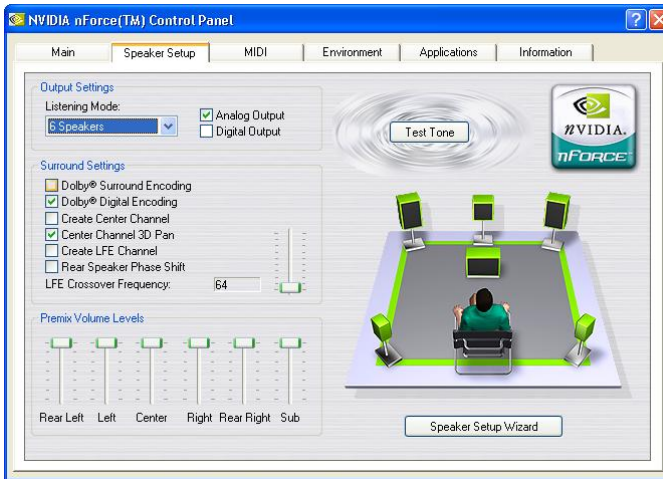 NVIDIA nForce(TM) Control Panel
Main
Speaker Setup
MIDI
Environment
Applications
Information
Output Settings
Listening Mode:
6 Speakers
Analog Output
Digital Output
Test Tone
nVIDIA.
nFORCE
Surround Settings
Dolby® Surround Encoding
Dolby® Digital Encoding
Create Center Channel
Center Channel 3D Pan
Create LFE Channel
Rear Speaker Phase Shift
LFE Crossover Frequency: 64
Premix Volume Levels
Rear Left Left Center Right Rear Right Sub
Speaker Setup Wizard